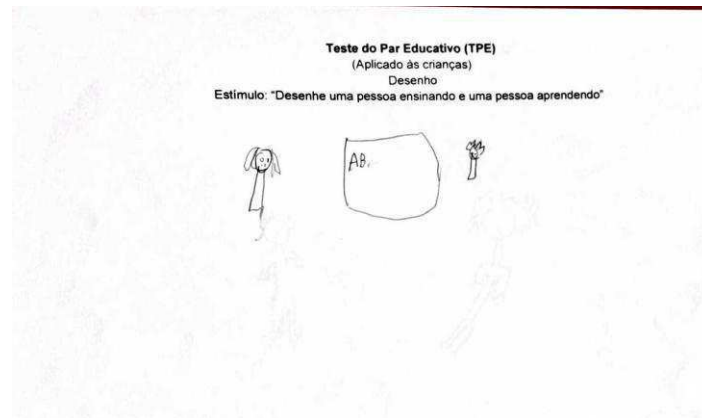 Teste do Par Educativo (TPE)
(Aplicado às crianças)
Desenho
Estímulo: "Desenhe uma pessoa ensinando e uma pessoa aprendendo"
AB.